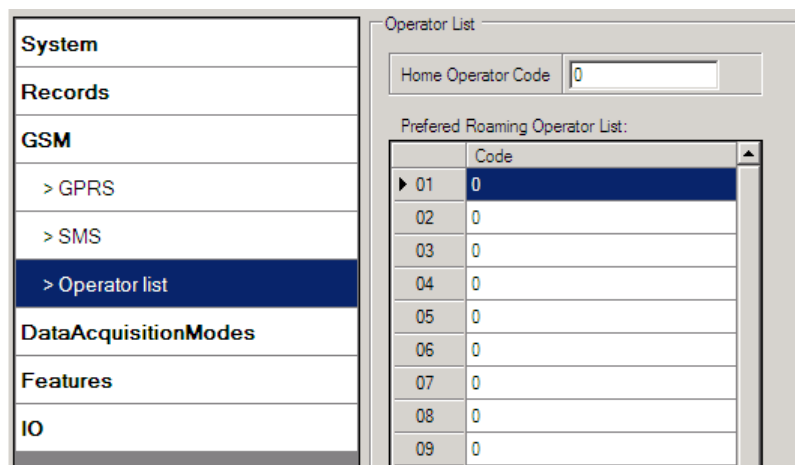 System
Records
GSM
> GPRS
> SMS
> Operator list
DataAcquisitionModes
Features
IO
Operator List
Home Operator Code 0
Prefered Roaming Operator List:
Code
01 0
02 0
03 0
04 0
05 0
06 0
07 0
08 0
09 0